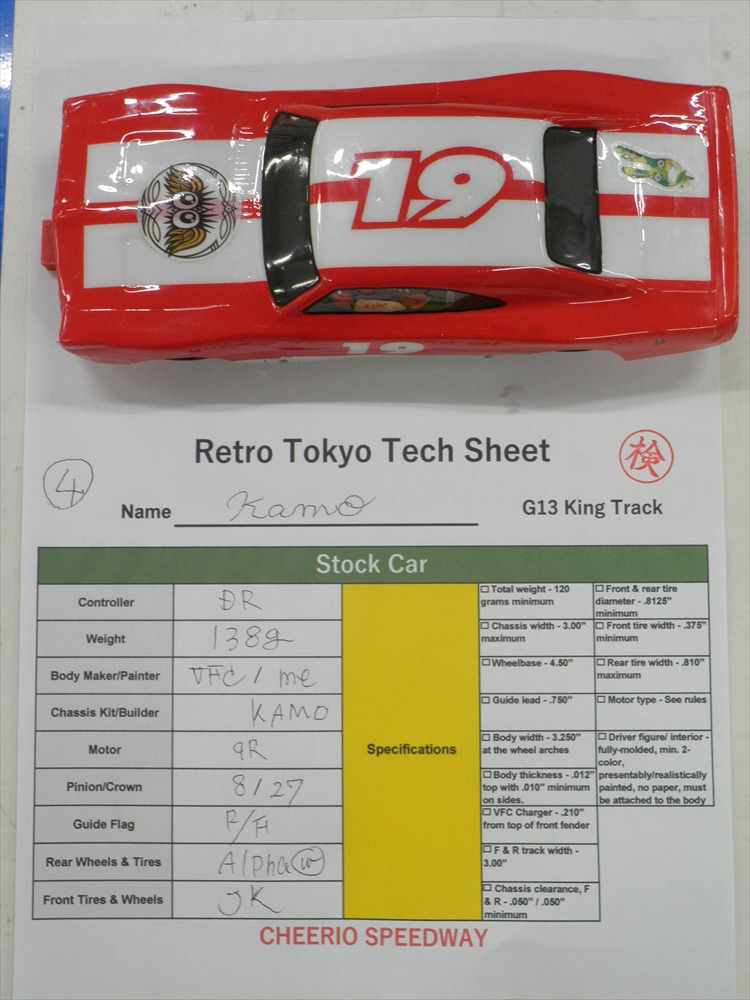 19
KAMO
19
Retro Tokyo Tech Sheet
検
4
Name Kamo
G13 King Track
Stock Car
Controller DR
Weight 138g
Body Maker/Painter VFC / me
Chassis Kit/Builder KAMO
Motor 9R
Pinion/Crown 8/27
Guide Flag
Rear Wheels & Tires Alpha W
Front Tires & Wheels JK
Specifications
☐ Total weight - 120
grams minimum
☐ Chassis width - 3.00"
maximum
☐ Wheelbase - 4.50"
☐ Guide lead - .750"
☐ Body width - 3.250"
at the wheel arches
☐ Body thickness - .012"
top with .010" minimum
on sides.
☐ VFC Charger - .210"
from top of front fender
☐ F & R track width -
3.00"
☐ Chassis clearance, F
& R - .050" / .050"
minimum
☐ Front & rear tire
diameter - .8125"
minimum
☐ Front tire width - .375"
minimum
☐ Rear tire width - .810"
maximum
☐ Motor type - See rules
☐ Driver figure/ interior -
fully-molded, min. 2-
color,
presentably/realistically
painted, no paper, must
be attached to the body
CHEERIO SPEEDWAY